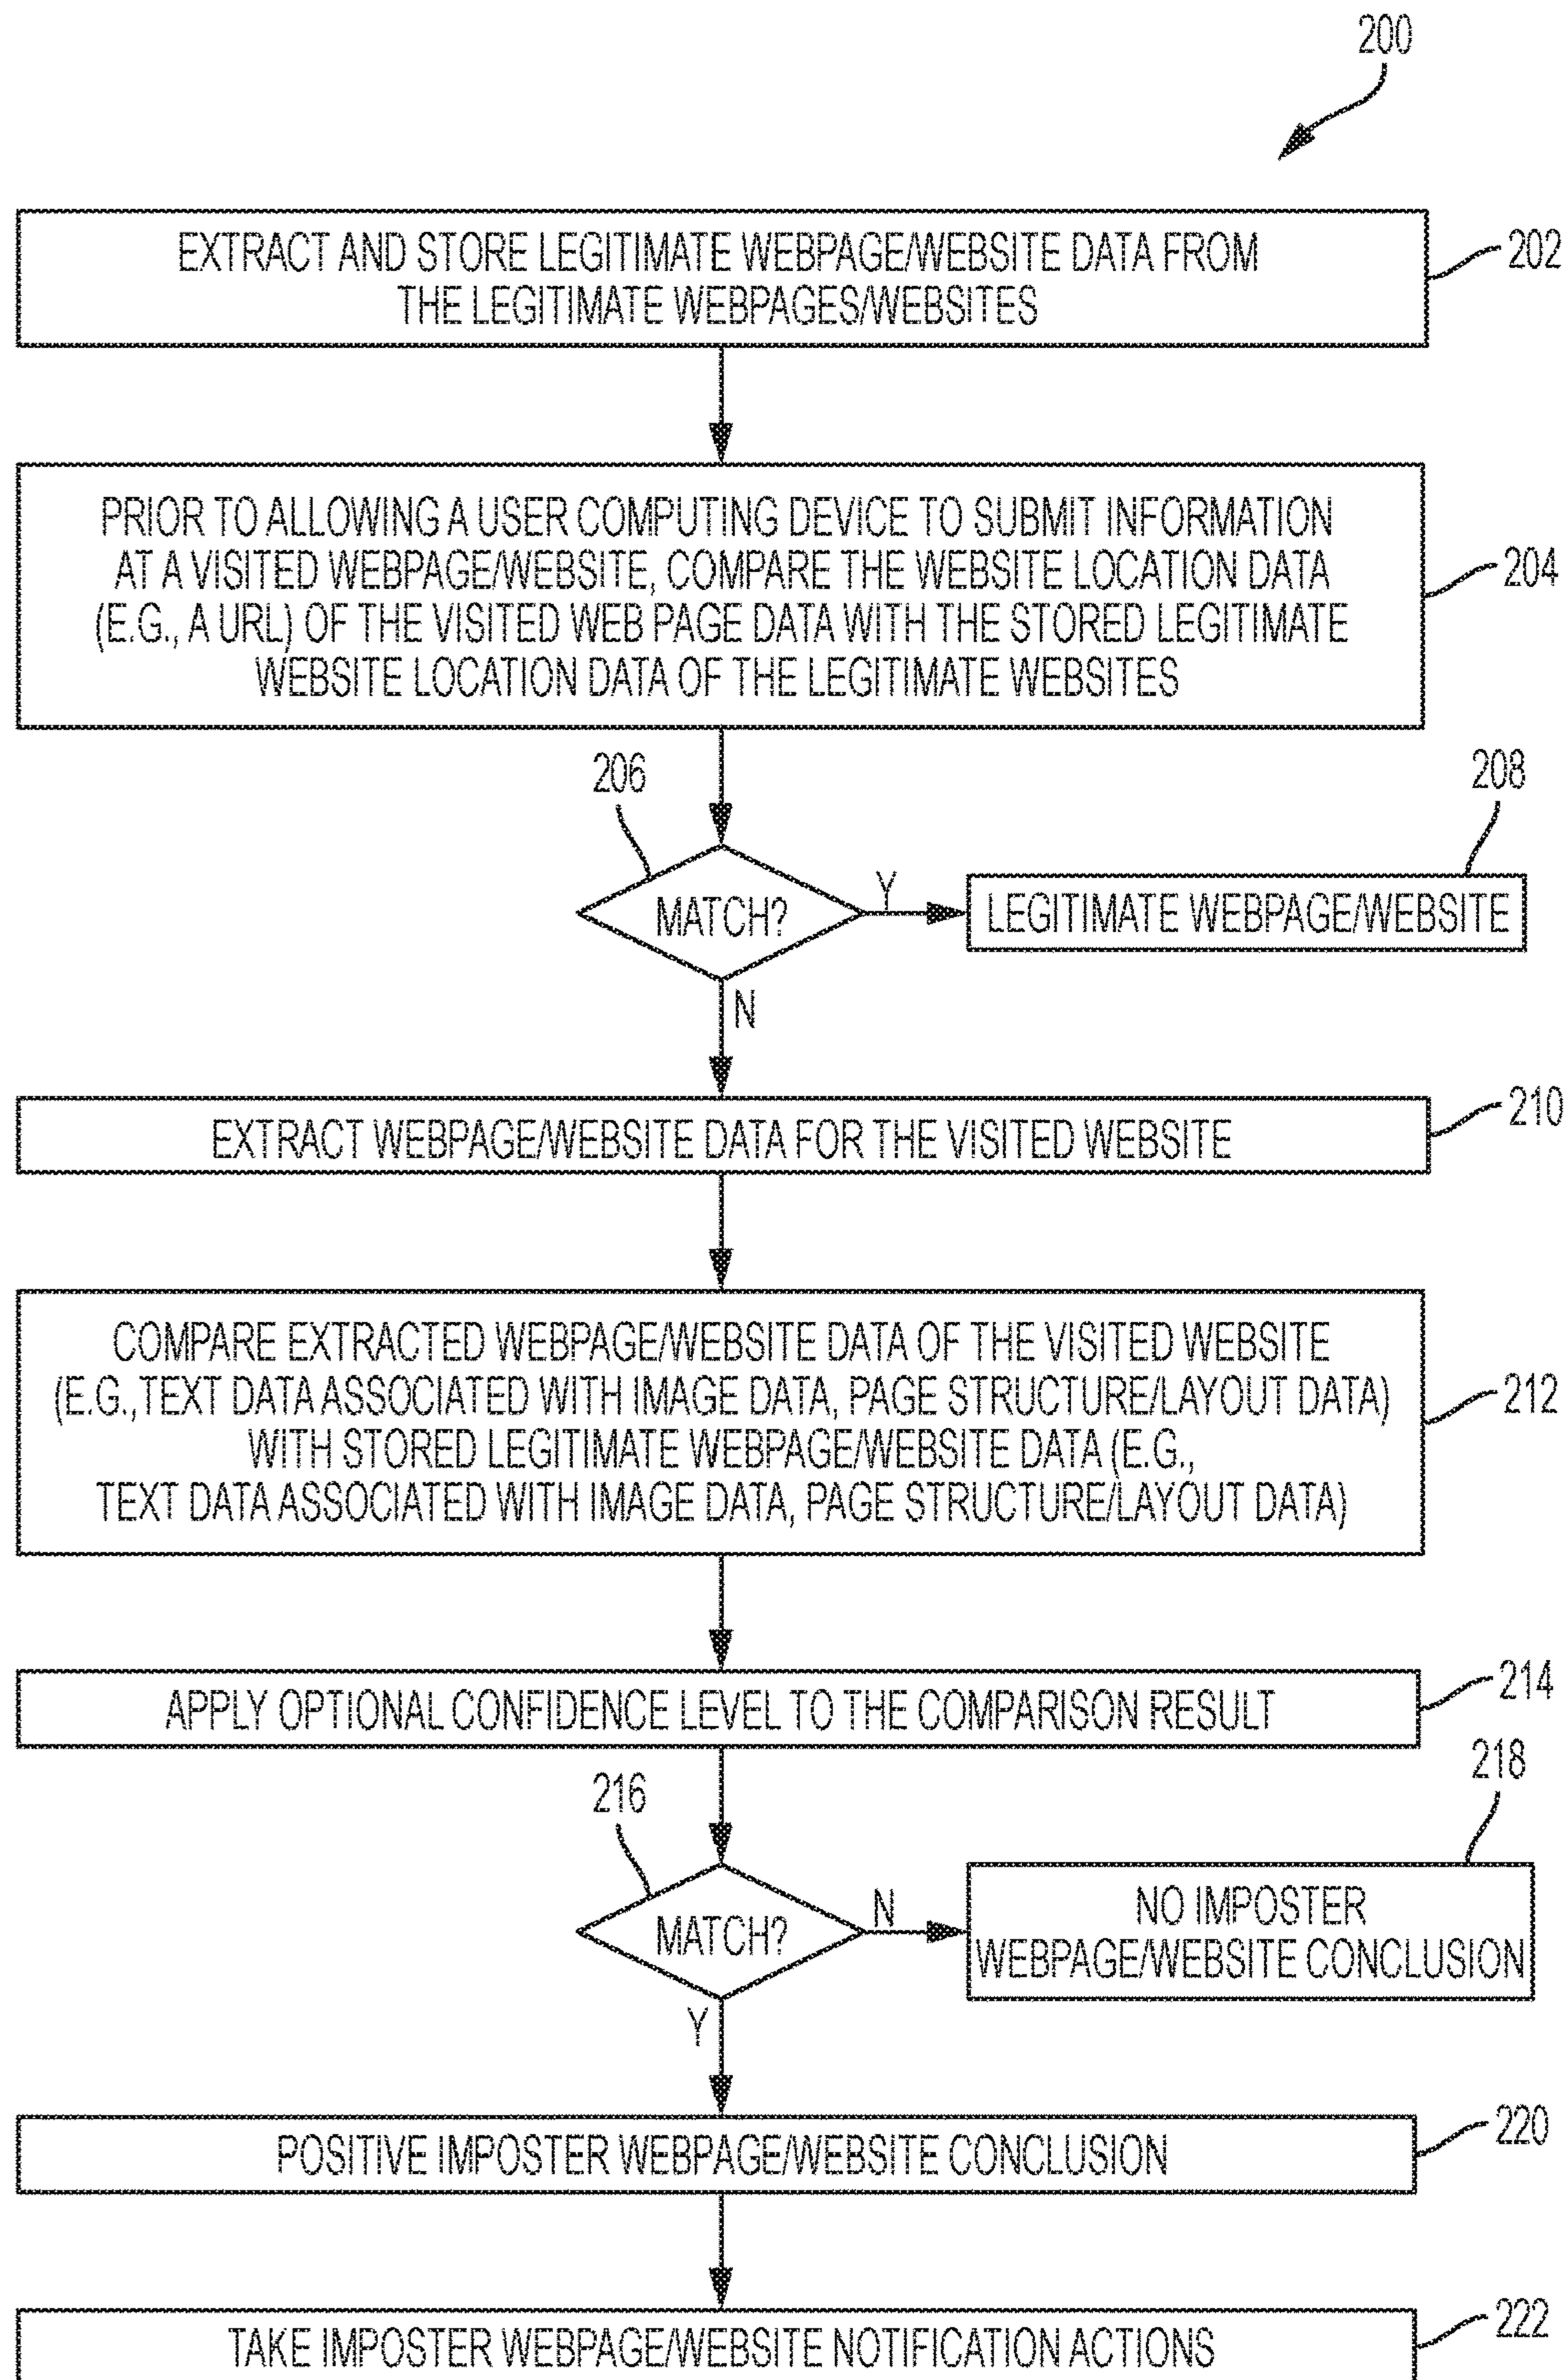 200
EXTRACT AND STORE LEGITIMATE WEBPAGE/WEBSITE DATA FROM
THE LEGITIMATE WEBPAGES/WEBSITES
202
PRIOR TO ALLOWING A USER COMPUTING DEVICE TO SUBMIT INFORMATION
AT A VISITED WEBPAGE/WEBSITE, COMPARE THE WEBSITE LOCATION DATA
(E.G., A URL) OF THE VISITED WEB PAGE DATA WITH THE STORED LEGITIMATE
WEBSITE LOCATION DATA OF THE LEGITIMATE WEBSITES
204
206
208
MATCH?
Y
LEGITIMATE WEBPAGE/WEBSITE
N
EXTRACT WEBPAGE/WEBSITE DATA FOR THE VISITED WEBSITE
210
COMPARE EXTRACTED WEBPAGE/WEBSITE DATA OF THE VISITED WEBSITE
(E.G., TEXT DATA ASSOCIATED WITH IMAGE DATA, PAGE STRUCTURE/LAYOUT DATA)
WITH STORED LEGITIMATE WEBPAGE/WEBSITE DATA (E.G.,
TEXT DATA ASSOCIATED WITH IMAGE DATA, PAGE STRUCTURE/LAYOUT DATA)
212
APPLY OPTIONAL CONFIDENCE LEVEL TO THE COMPARISON RESULT
214
216
218
MATCH?
N
NO IMPOSTER
WEBPAGE/WEBSITE CONCLUSION
Y
POSITIVE IMPOSTER WEBPAGE/WEBSITE CONCLUSION
220
TAKE IMPOSTER WEBPAGE/WEBSITE NOTIFICATION ACTIONS
222